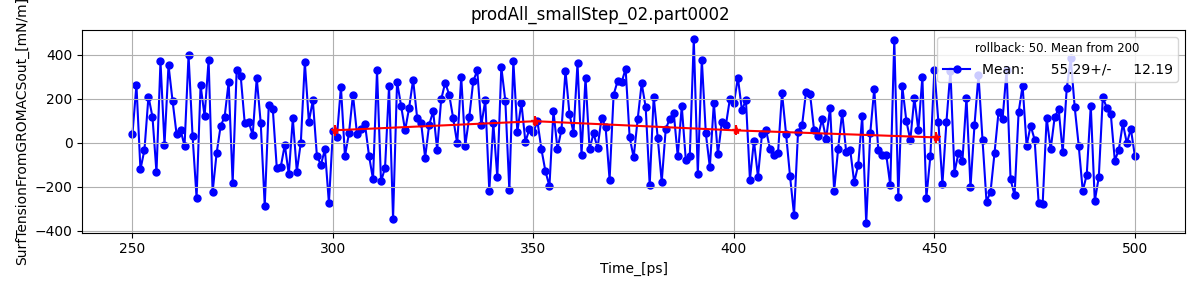 prodAll_smallStep_02.part0002
SurfTensionFromGROMACSout_[mN/m]
400
200
0
−200
−400
rollback: 50. Mean from 200
Mean: 55.29+/- 12.19
250
300
350
400
450
500
Time_[ps]